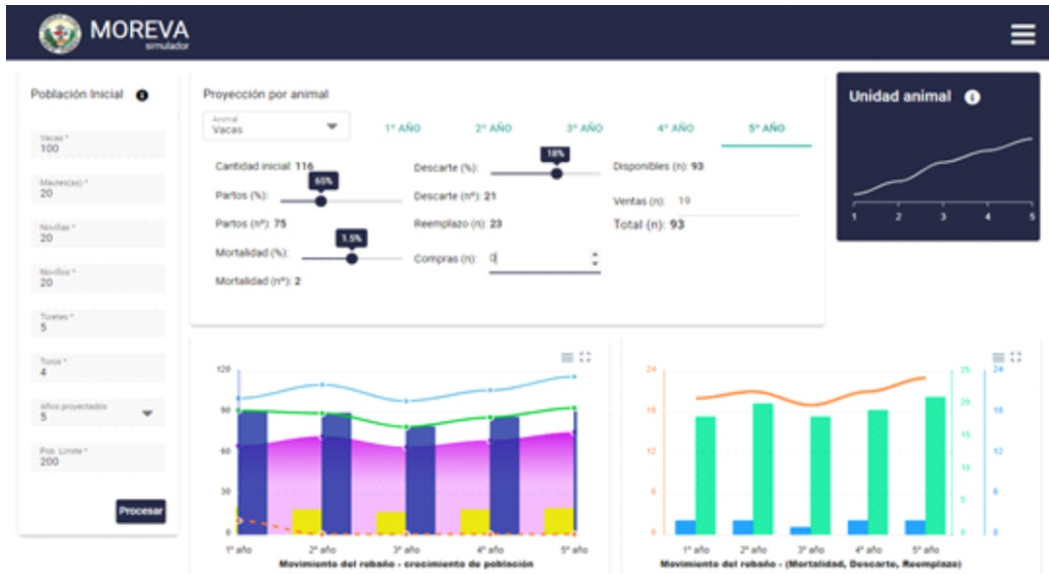 MOREVA
simulador
Población Inicial
Vacas *
100
Mautes(as) *
20
Novillas *
20
Novillos *
20
Toretes *
5
Toros *
4
Años proyectados
5
Pob. Limite *
200
Procesar
Proyección por animal
Animal
Vacas
1º AÑO 2º AÑO 3º AÑO 4º AÑO 5º AÑO
Cantidad inicial: 116
Partos (%): 65%
Partos (nº): 75
Mortalidad (%): 1.5%
Mortalidad (nº): 2
Descarte (%): 18%
Descarte (nº): 21
Reemplazo (n): 23
Compras (n): 0
Disponibles (n): 93
Ventas (n): 19
Total (n): 93
Unidad animal
1 2 3 4 5
120
90
60
30
0
1º año 2º año 3º año 4º año 5º año
Movimiento del rebaño - crecimiento de población
24
18
12
6
0
25
20
15
10
5
0
24
18
12
6
0
1º año 2º año 3º año 4º año 5º año
Movimiento del rebaño - (Mortalidad, Descarte, Reemplazo)